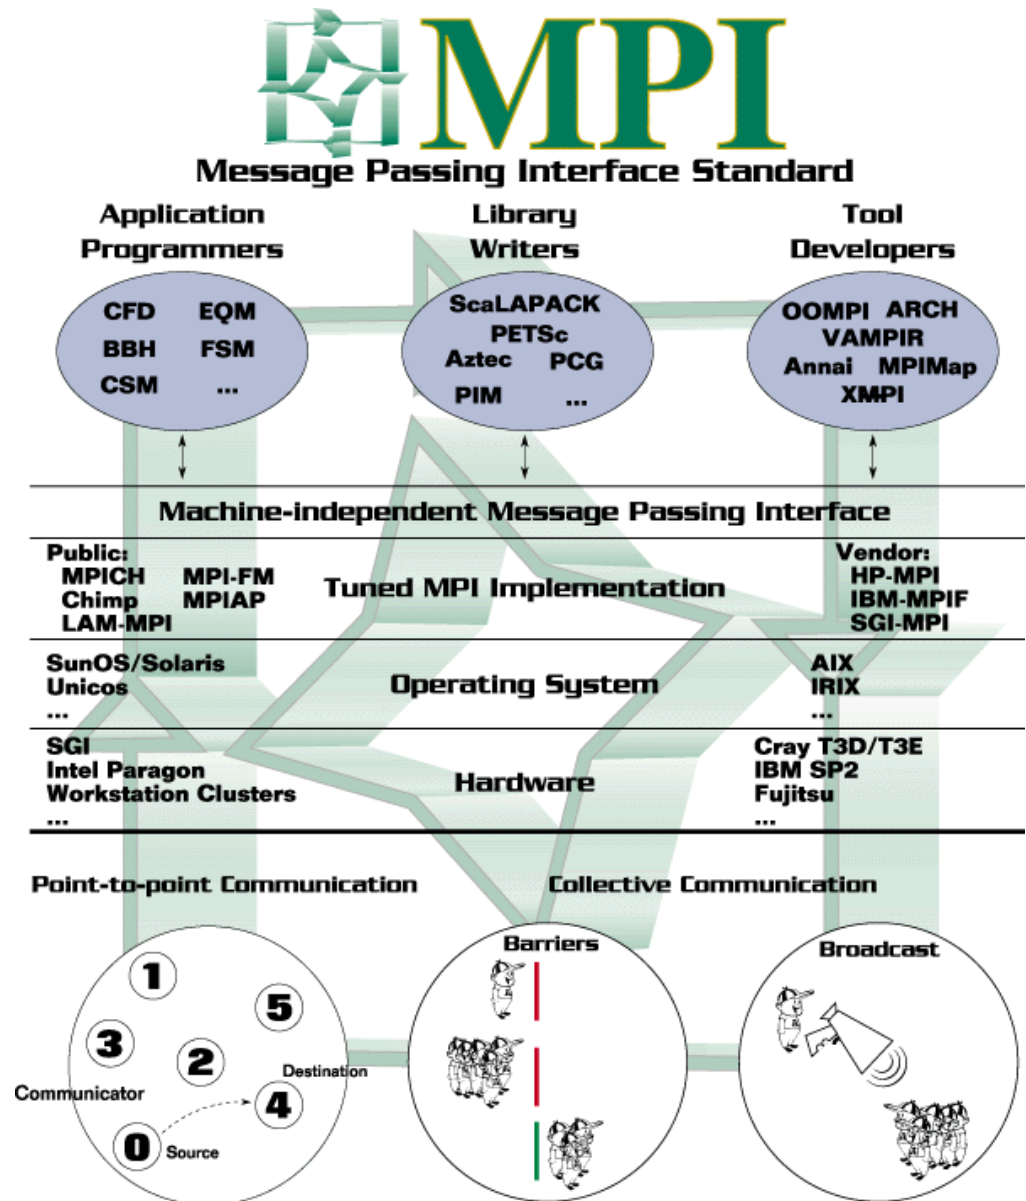 MPI
Message Passing Interface Standard
Application
Programmers
Library
Writers
Tool
Developers
CFD EQM
BBH FSM
CSM ...
ScaLAPACK
PETSc
Aztec PCG
PIM ...
OOMPI ARCH
VAMPIR
Annai MPIMap
XMPI
Machine-independent Message Passing Interface
Public:
MPICH MPI-FM
Chimp MPIAP
LAM-MPI
Tuned MPI Implementation
Vendor:
HP-MPI
IBM-MPIF
SGI-MPI
SunOS/Solaris
Unicos
...
Operating System
AIX
IRIX
...
SGI
Intel Paragon
Workstation Clusters
...
Hardware
Cray T3D/T3E
IBM SP2
Fujitsu
...
Point-to-point Communication
Collective Communication
1
5
3
2
Destination
Communicator
4
0
Source
Barriers
Broadcast